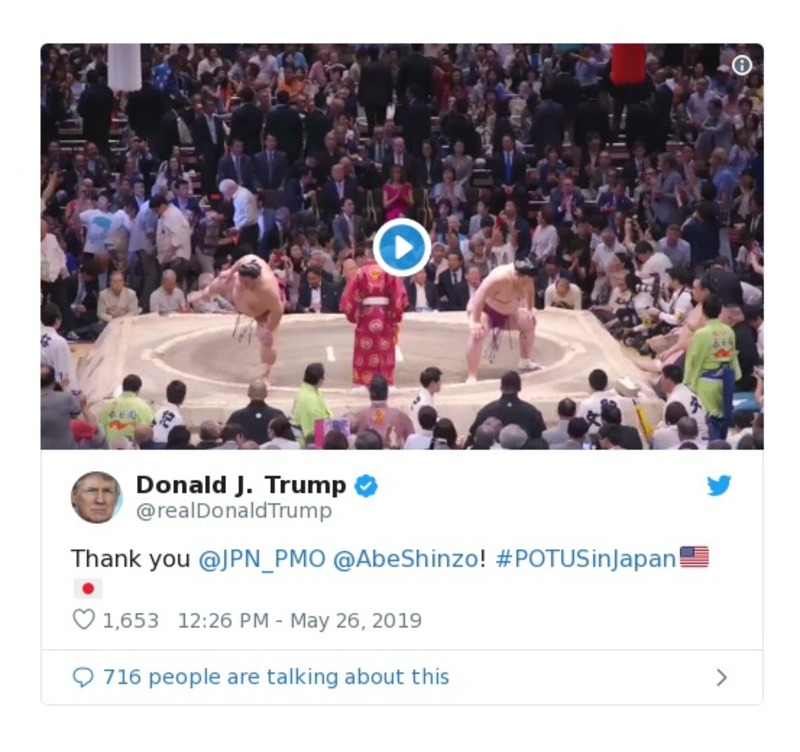 Donald J. Trump
@realDonaldTrump
Thank you @JPN_PMO @AbeShinzo! #POTUSinJapan🇺🇸
🇯🇵
1,653 12:26 PM - May 26, 2019
716 people are talking about this